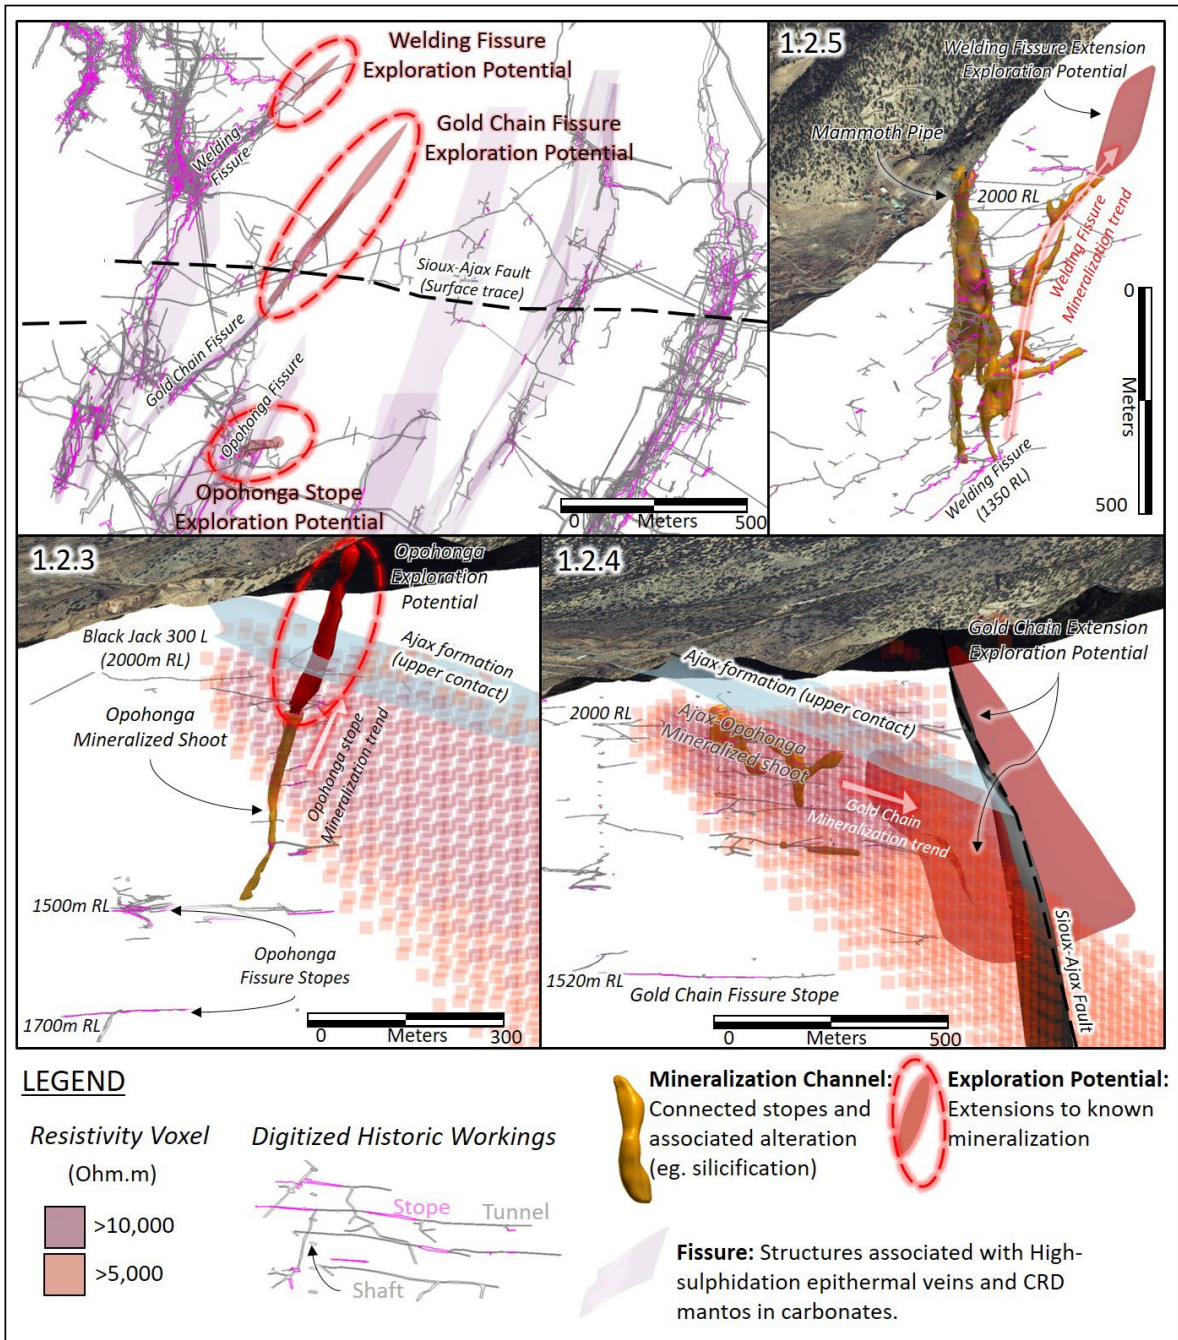 Welding Fissure
Exploration Potential
Gold Chain Fissure
Exploration Potential
Welding
Fissure
Sioux-Ajax Fault
(Surface trace)
Gold Chain Fissure
Opohonga Fissure
Opohonga Stope
Exploration Potential
0 Meters 500
1.2.5
Welding Fissure Extension
Exploration Potential
Mammoth Pipe
2000 RL
Welding Fissure
Mineralization trend
0
Meters
500
Welding Fissure
(1350 RL)
1.2.3
Opohonga
Exploration
Potential
Black Jack 300 L
(2000m RL)
Ajax formation
(upper contact)
Opohonga
Mineralized Shoot
Opohonga stope
Mineralization trend
1500m RL
Opohonga
Fissure Stopes
1700m RL
0 Meters 300
1.2.4
Gold Chain Extension
Exploration Potential
Ajax formation (upper contact)
2000 RL
Ajax-Opohonga
Mineralized shoot
Gold Chain
Mineralization trend
1520m RL
Gold Chain Fissure Stope
Sioux-Ajax Fault
0 Meters 500
LEGEND
Resistivity Voxel
(Ohm.m)
>10,000
>5,000
Digitized Historic Workings
Stope
Tunnel
Shaft
Mineralization Channel:
Connected stopes and
associated alteration
(eg. silicification)
Exploration Potential:
Extensions to known
mineralization
Fissure: Structures associated with High-
sulphidation epithermal veins and CRD
mantos in carbonates.